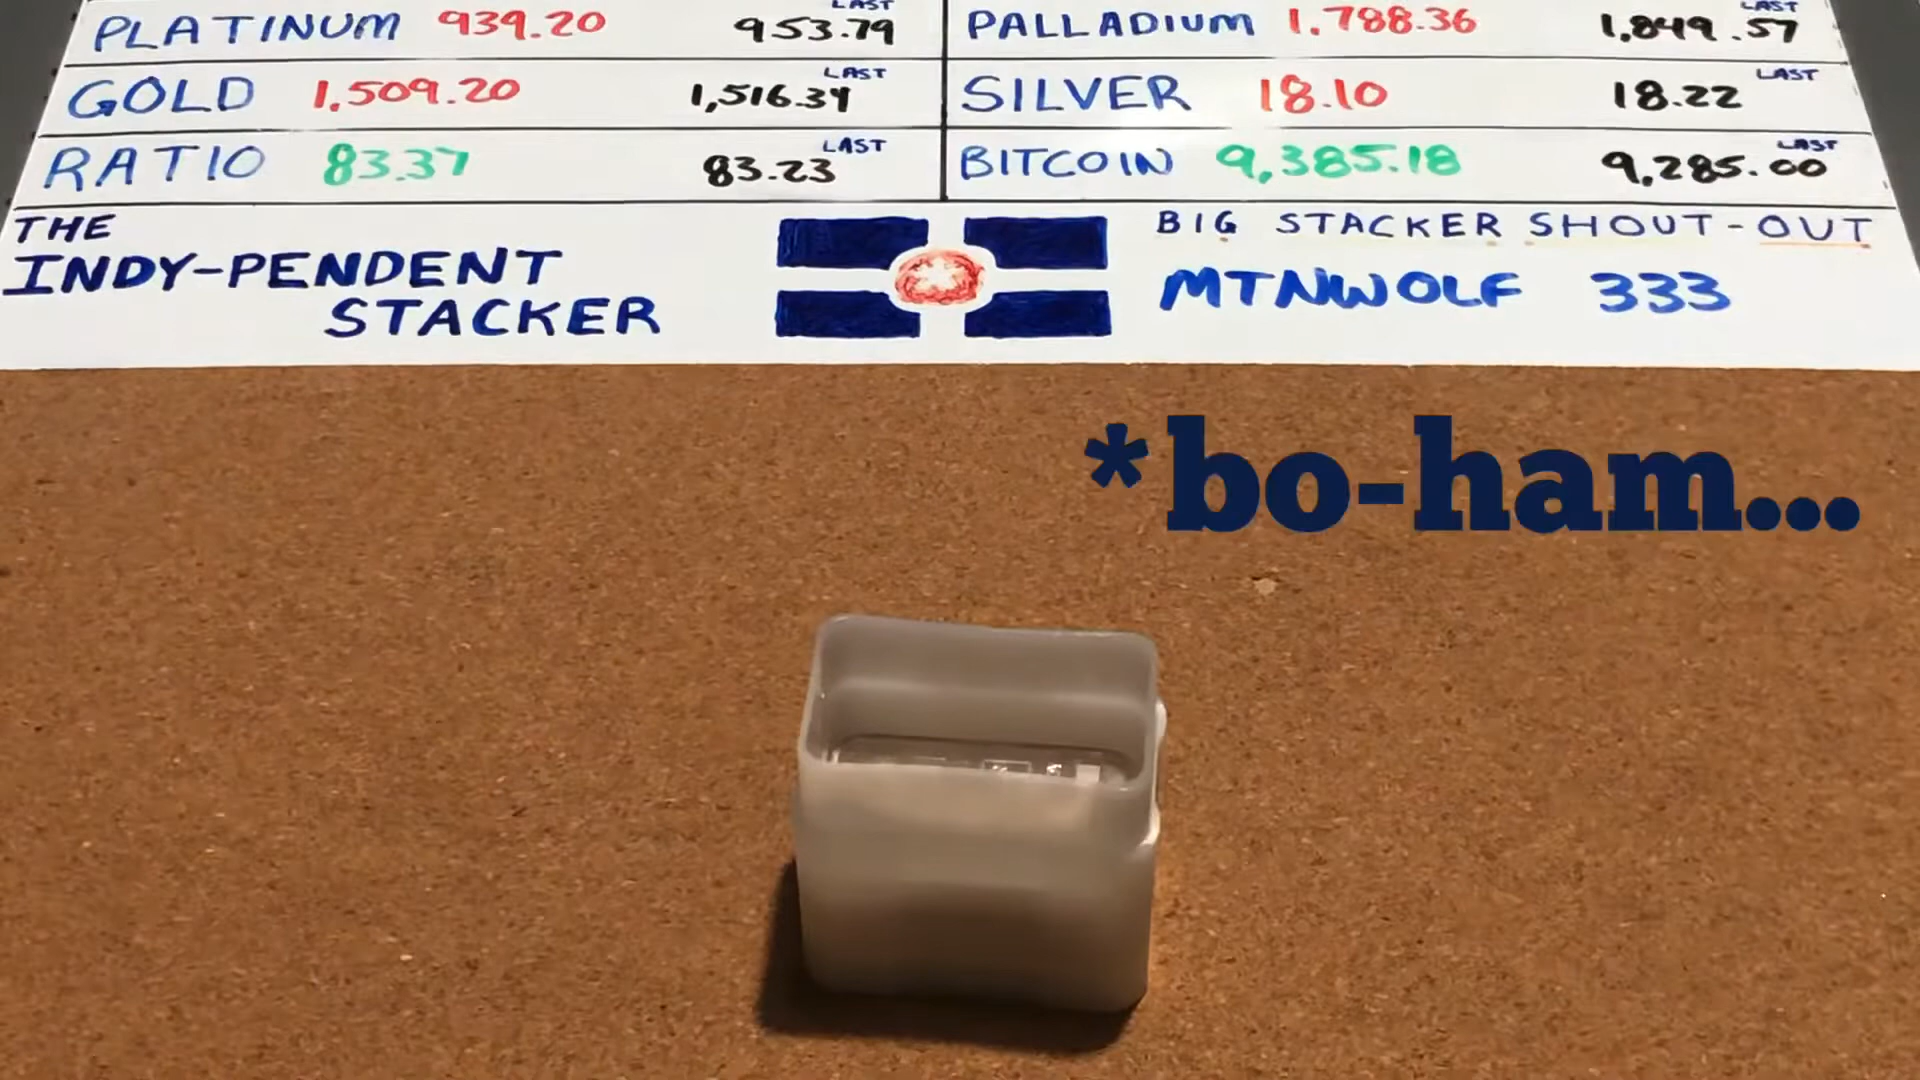 LAST LAST
PLATINUM 939.20 953.79 PALLADIUM 1,788.36 1,849.57
LAST LAST
GOLD 1,509.20 1,516.34 SILVER 18.10 18.22
LAST LAST
RATIO 83.37 83.23 BITCOIN 9,385.18 9,285.00
THE
INDY-PENDENT
STACKER
BIG STACKER SHOUT-OUT
MTNWOLF 333
*bo-ham...